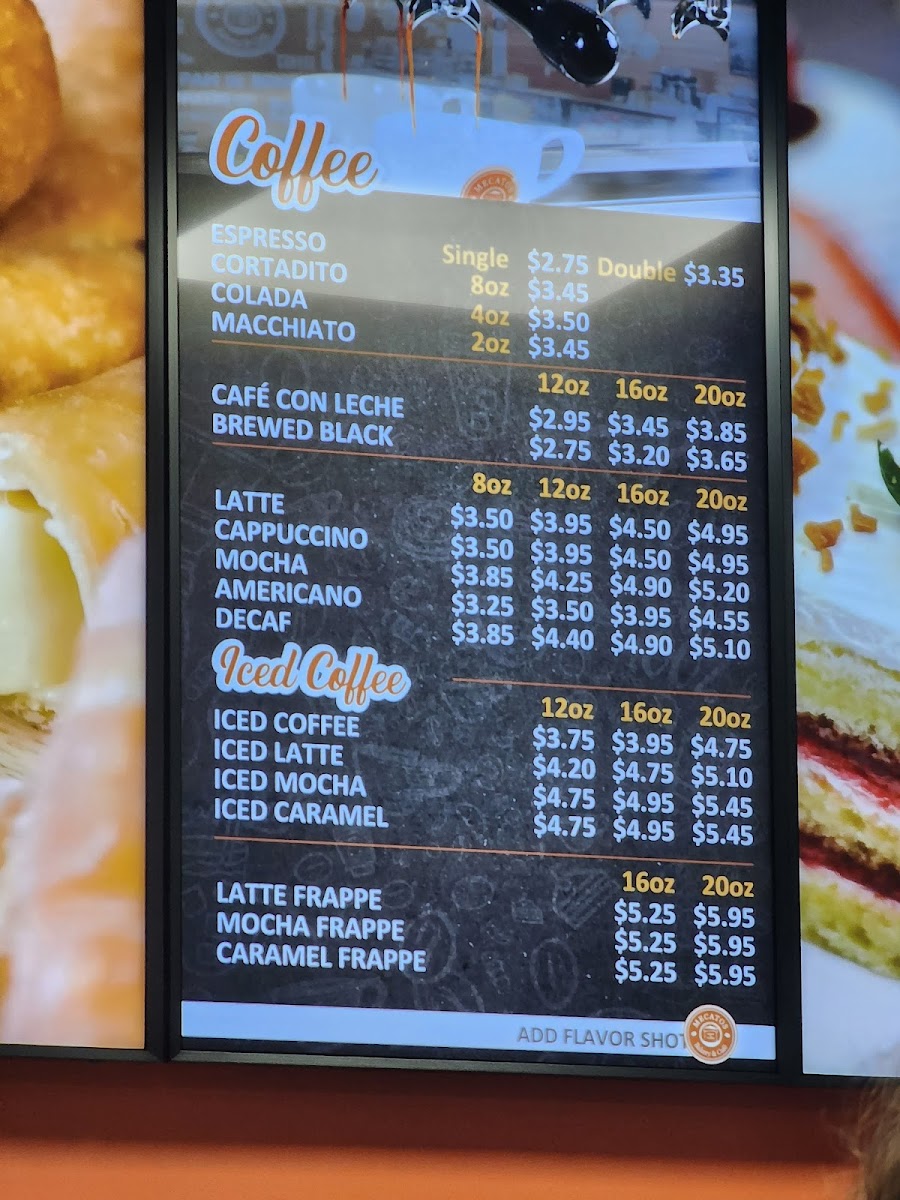 MECATO
Coffee
ESPRESSO Single $2.75 Double $3.35
CORTADITO 8oz $3.45
COLADA 4oz $3.50
MACCHIATO 2oz $3.45
12oz 16oz 20oz
CAFÉ CON LECHE $2.95 $3.45 $3.85
BREWED BLACK $2.75 $3.20 $3.65
8oz 12oz 16oz 20oz
LATTE $3.50 $3.95 $4.50 $4.95
CAPPUCCINO $3.50 $3.95 $4.50 $4.95
MOCHA $3.85 $4.25 $4.90 $5.20
AMERICANO $3.25 $3.50 $3.95 $4.55
DECAF $3.85 $4.40 $4.90 $5.10
Iced Coffee
12oz 16oz 20oz
ICED COFFEE $3.75 $3.95 $4.75
ICED LATTE $4.20 $4.75 $5.10
ICED MOCHA $4.75 $4.95 $5.45
ICED CARAMEL $4.75 $4.95 $5.45
16oz 20oz
LATTE FRAPPE $5.25 $5.95
MOCHA FRAPPE $5.25 $5.95
CARAMEL FRAPPE $5.25 $5.95
ADD FLAVOR SHOT
MECATOS
Bakery & Café